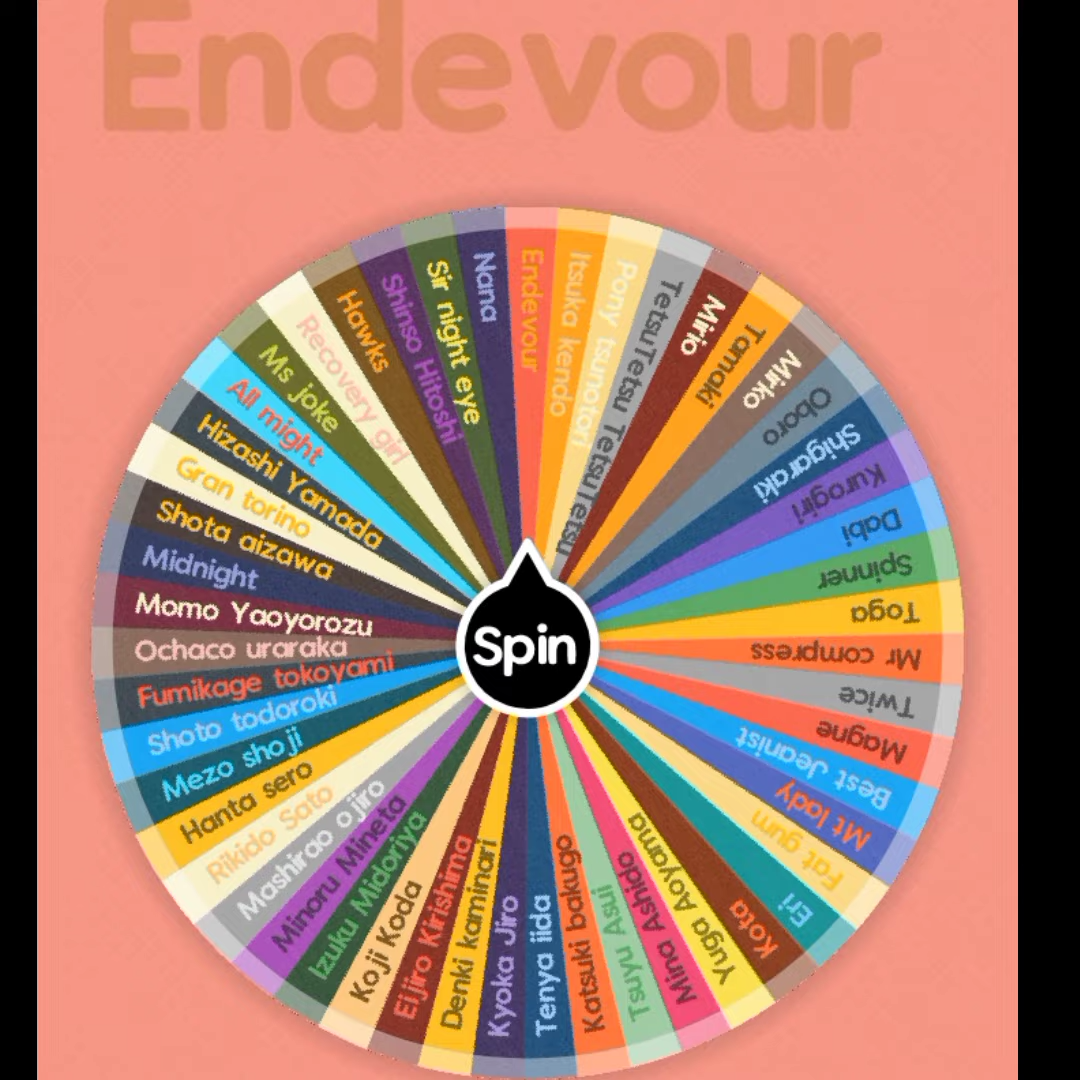 Endevour
Endevour
Itsuka kendo
Pony tsunotori
TetsuTetsu TetsuTetsu
Mirio
Tamaki
Mirko
Oboro
Shigaraki
Kurogiri
Dabi
Spinner
Toga
Mr compress
Twice
Magne
Best Jeanist
Mt lady
Fat gum
Eri
Kota
Yuga Aoyama
Mina Ashido
Tsuyu Asui
Katsuki bakugo
Tenya iida
Kyoka Jiro
Denki kaminari
Eijiro Kirishima
Koji Koda
Izuku Midoriya
Minoru Mineta
Mashirao ojiro
Rikido Sato
Hanta sero
Mezo shoji
Shoto todoroki
Fumikage tokoyami
Ochaco uraraka
Momo Yaoyorozu
Midnight
Shota aizawa
Gran torino
Hizashi Yamada
All might
Ms joke
Recovery girl
Hawks
Shinso Hitoshi
Sir night eye
Nana
Spin